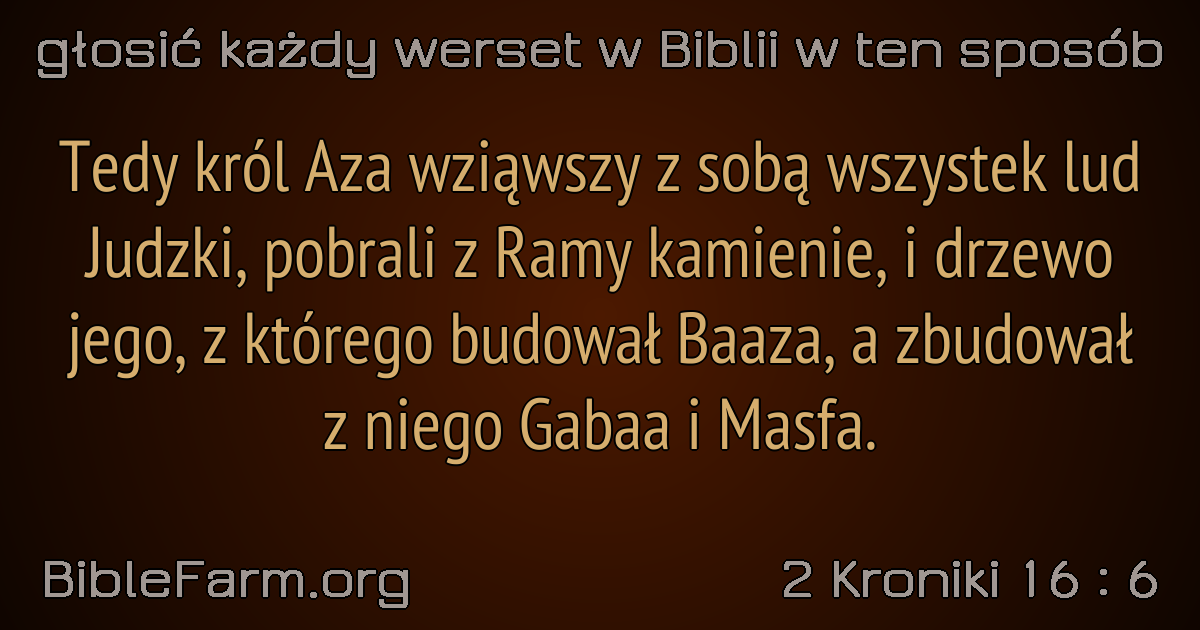 głosić każdy werset w Biblii w ten sposób
Tedy król Aza wziąwszy z sobą wszystek lud
Judzki, pobrali z Ramy kamienie, i drzewo
jego, z którego budował Baaza, a zbudował
z niego Gabaa i Masfa.
BibleFarm.org
2 Kroniki 16 : 6